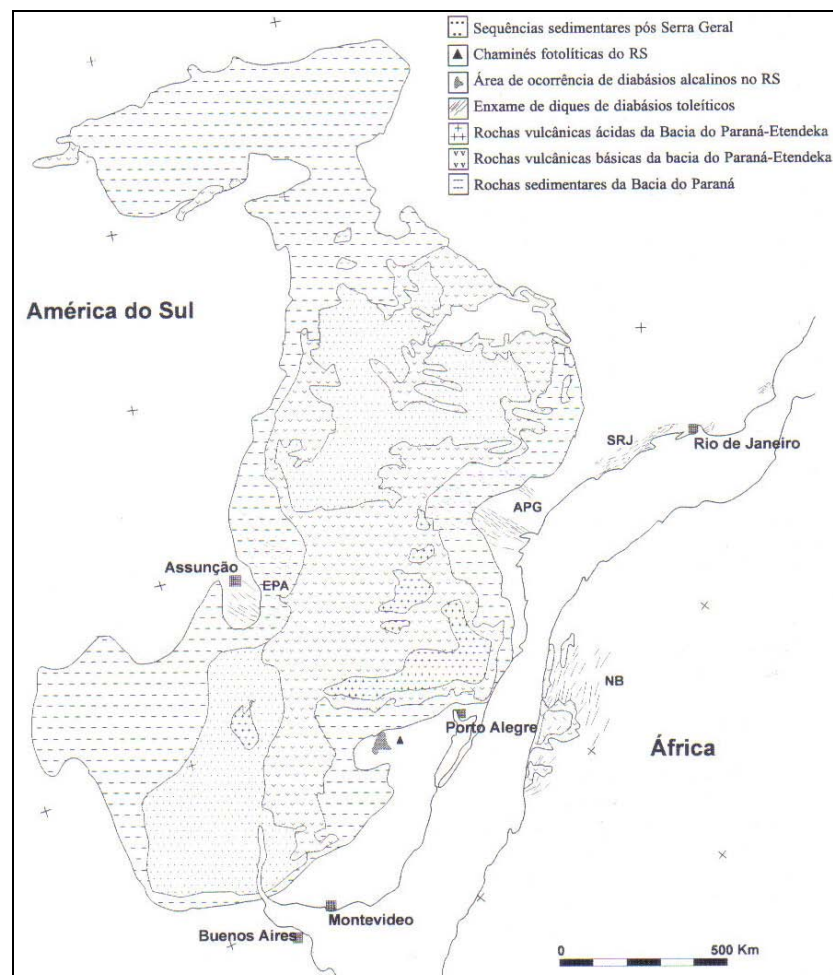 Sequências sedimentares pós Serra Geral
Chaminés fotolíticas do RS
Área de ocorrência de diabásios alcalinos no RS
Enxame de diques de diabásios toleíticos
Rochas vulcânicas ácidas da Bacia do Paraná-Etendeka
Rochas vulcânicas básicas da bacia do Paraná-Etendeka
Rochas sedimentares da Bacia do Paraná
América do Sul
SRJ
Rio de Janeiro
APG
Assunção
EPA
NB
Porto Alegre
África
Montevideo
Buenos Aires
0 500 Km